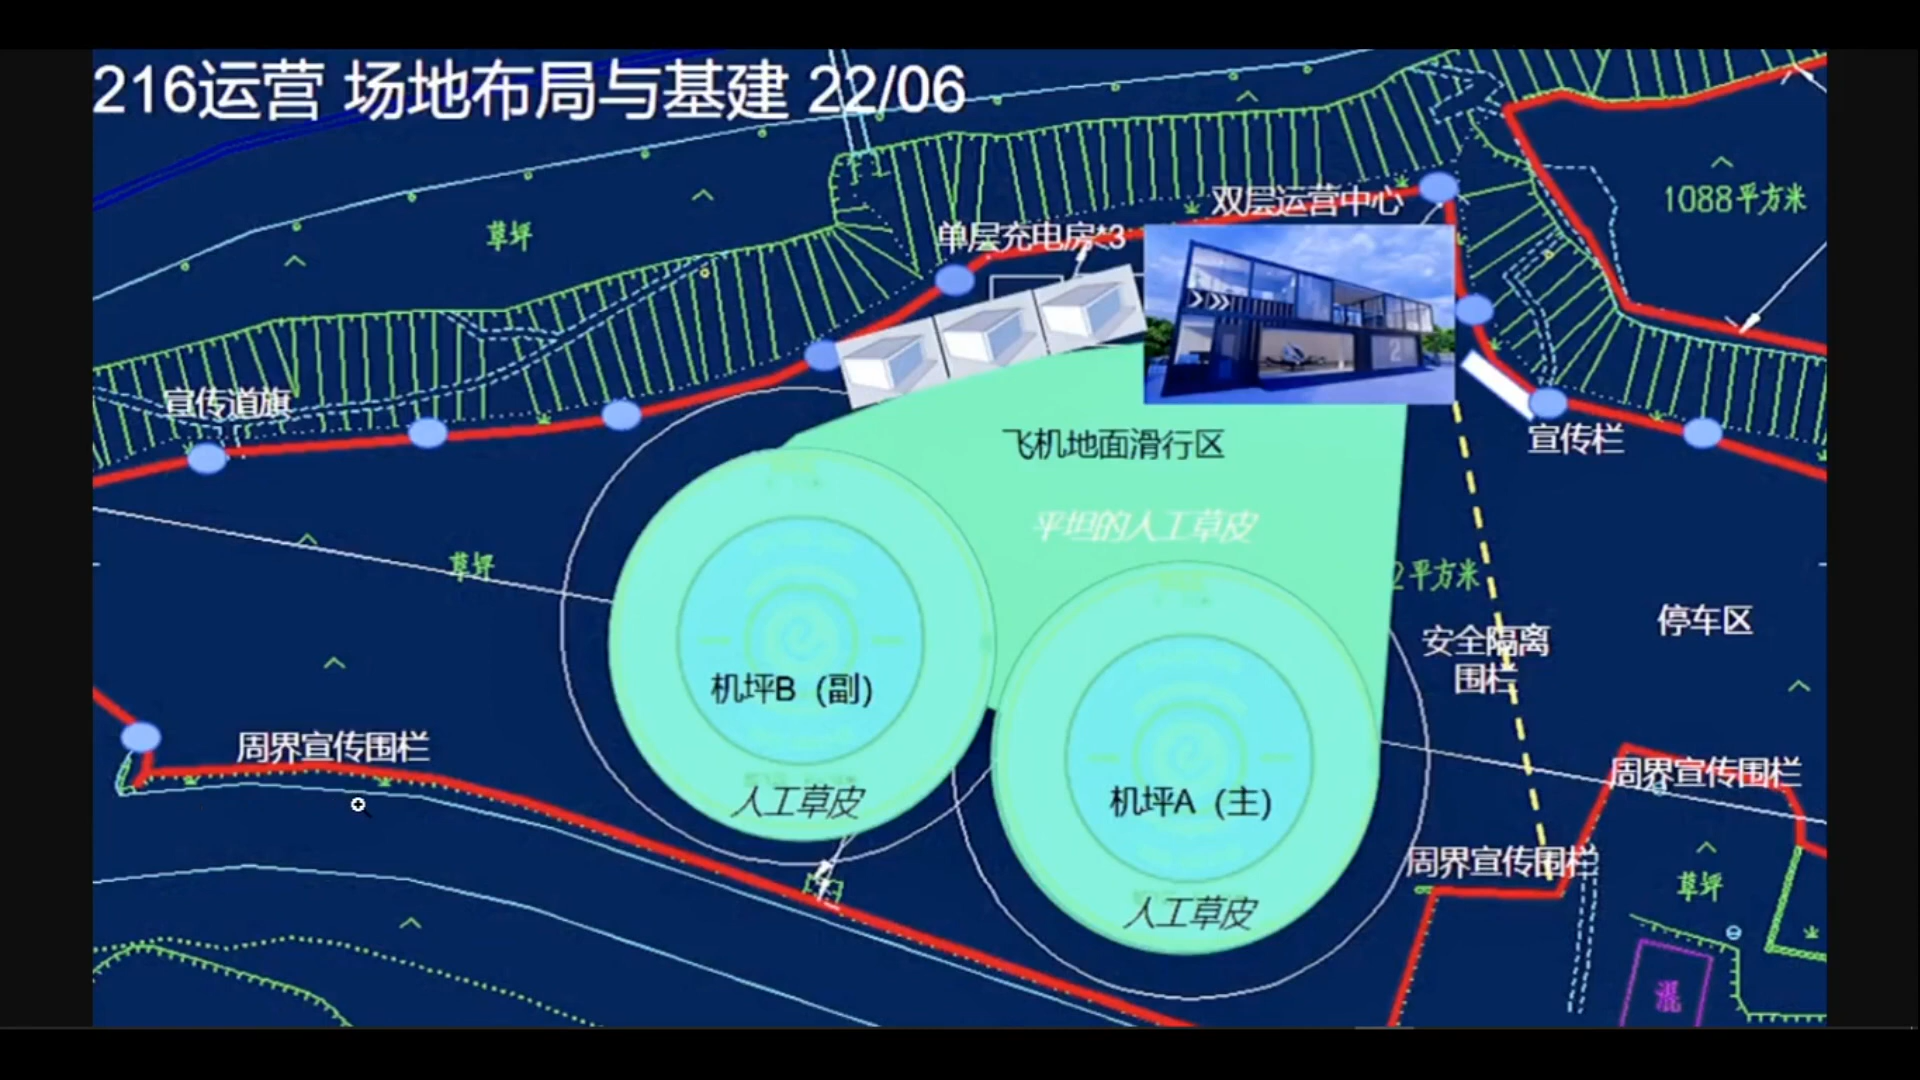 216运营 场地布局与基建 22/06
双层运营中心
1088平方米
单层充电房*3
草坪
2
宣传道旗
飞机地面滑行区
宣传栏
平坦的人工草皮
草坪
2平方米
停车区
安全隔离
围栏
机坪B（副）
周界宣传围栏
周界宣传围栏
人工草皮
机坪A（主）
周界宣传围栏
草坪
人工草皮
混